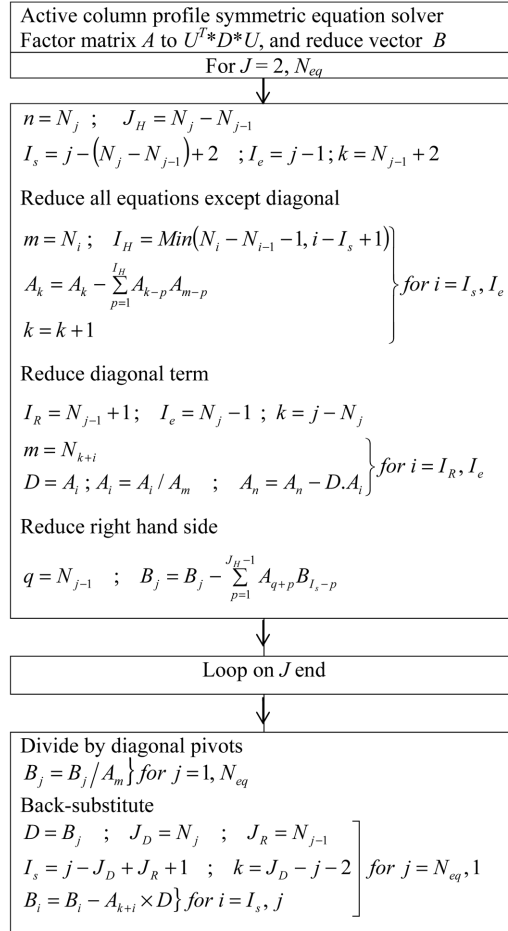 Active column profile symmetric equation solver
Factor matrix A to U^T*D*U, and reduce vector B
For J = 2, N_eq
n = N_j ; J_H = N_j − N_{j−1}
I_s = j − (N_j − N_{j−1}) + 2 ; I_e = j − 1; k = N_{j−1} + 2
Reduce all equations except diagonal
m = N_i ; I_H = Min(N_i − N_{i−1} − 1, i − I_s + 1)
A_k = A_k − ∑_{p=1}^{I_H} A_{k−p} A_{m−p} } for i = I_s, I_e
k = k + 1
Reduce diagonal term
I_R = N_{j−1} + 1 ; I_e = N_j − 1 ; k = j − N_j
m = N_{k+i}
D = A_i ; A_i = A_i / A_m ; A_n = A_n − D.A_i } for i = I_R, I_e
Reduce right hand side
q = N_{j−1} ; B_j = B_j − ∑_{p=1}^{J_H−1} A_{q+p} B_{I_s−p}
Loop on J end
Divide by diagonal pivots
B_j = B_j / A_m } for j = 1, N_eq
Back-substitute
D = B_j ; J_D = N_j ; J_R = N_{j−1}
I_s = j − J_D + J_R + 1 ; k = J_D − j − 2 ] for j = N_eq, 1
B_i = B_i − A_{k+i} × D } for i = I_s, j